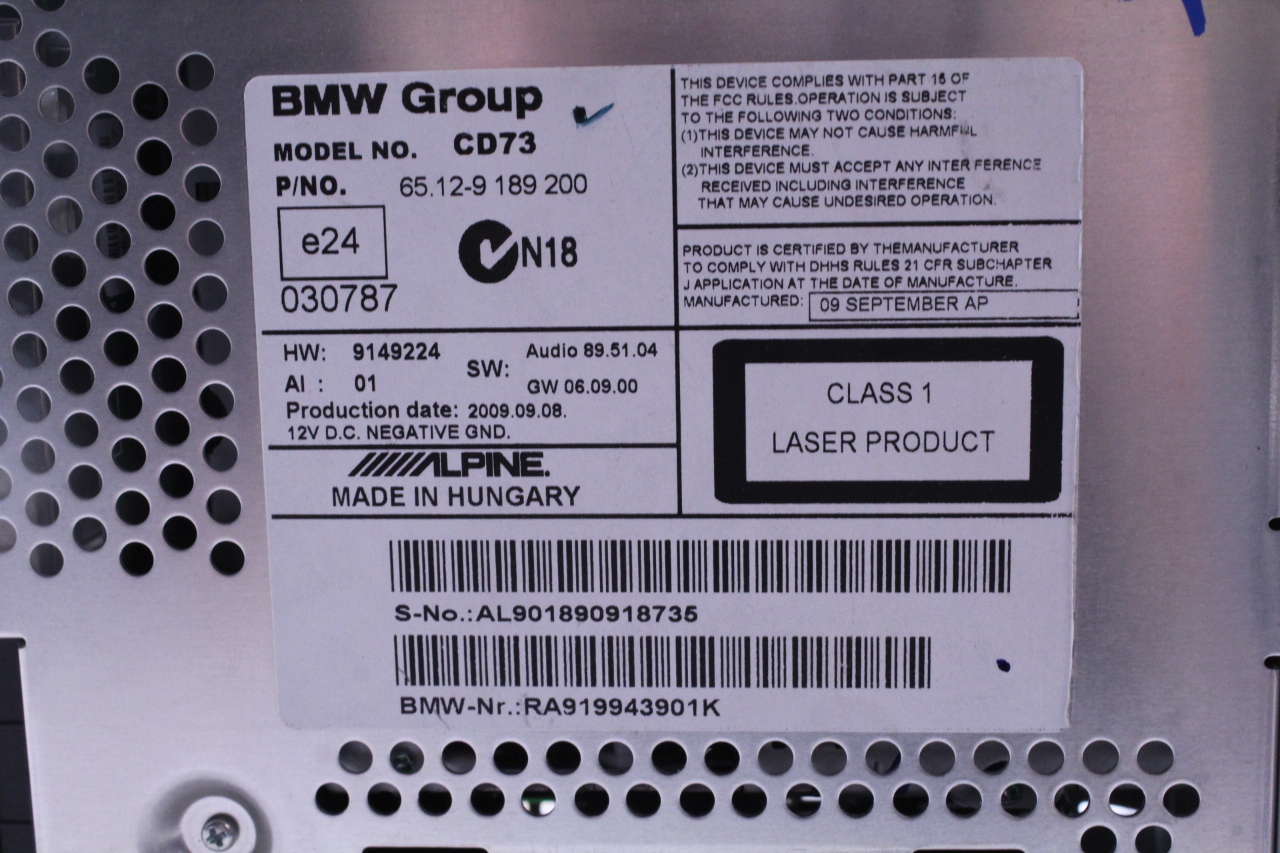 BMW Group
MODEL NO. CD73
P/NO. 65.12-9 189 200
e24
N18
030787
THIS DEVICE COMPLIES WITH PART 15 OF
THE FCC RULES.OPERATION IS SUBJECT
TO THE FOLLOWING TWO CONDITIONS:
(1)THIS DEVICE MAY NOT CAUSE HARMFUL
INTERFERENCE.
(2)THIS DEVICE MUST ACCEPT ANY INTER FERENCE
RECEIVED INCLUDING INTERFERENCE
THAT MAY CAUSE UNDESIRED OPERATION.
PRODUCT IS CERTIFIED BY THEMANUFACTURER
TO COMPLY WITH DHHS RULES 21 CFR SUBCHAPTER
J APPLICATION AT THE DATE OF MANUFACTURE.
MANUFACTURED: 09 SEPTEMBER AP
HW: 9149224 SW: Audio 89.51.04
AI : 01 GW 06.09.00
Production date: 2009.09.08.
12V D.C. NEGATIVE GND.
ALPINE.
MADE IN HUNGARY
CLASS 1
LASER PRODUCT
S-No.:AL901890918735
BMW-Nr.:RA919943901K